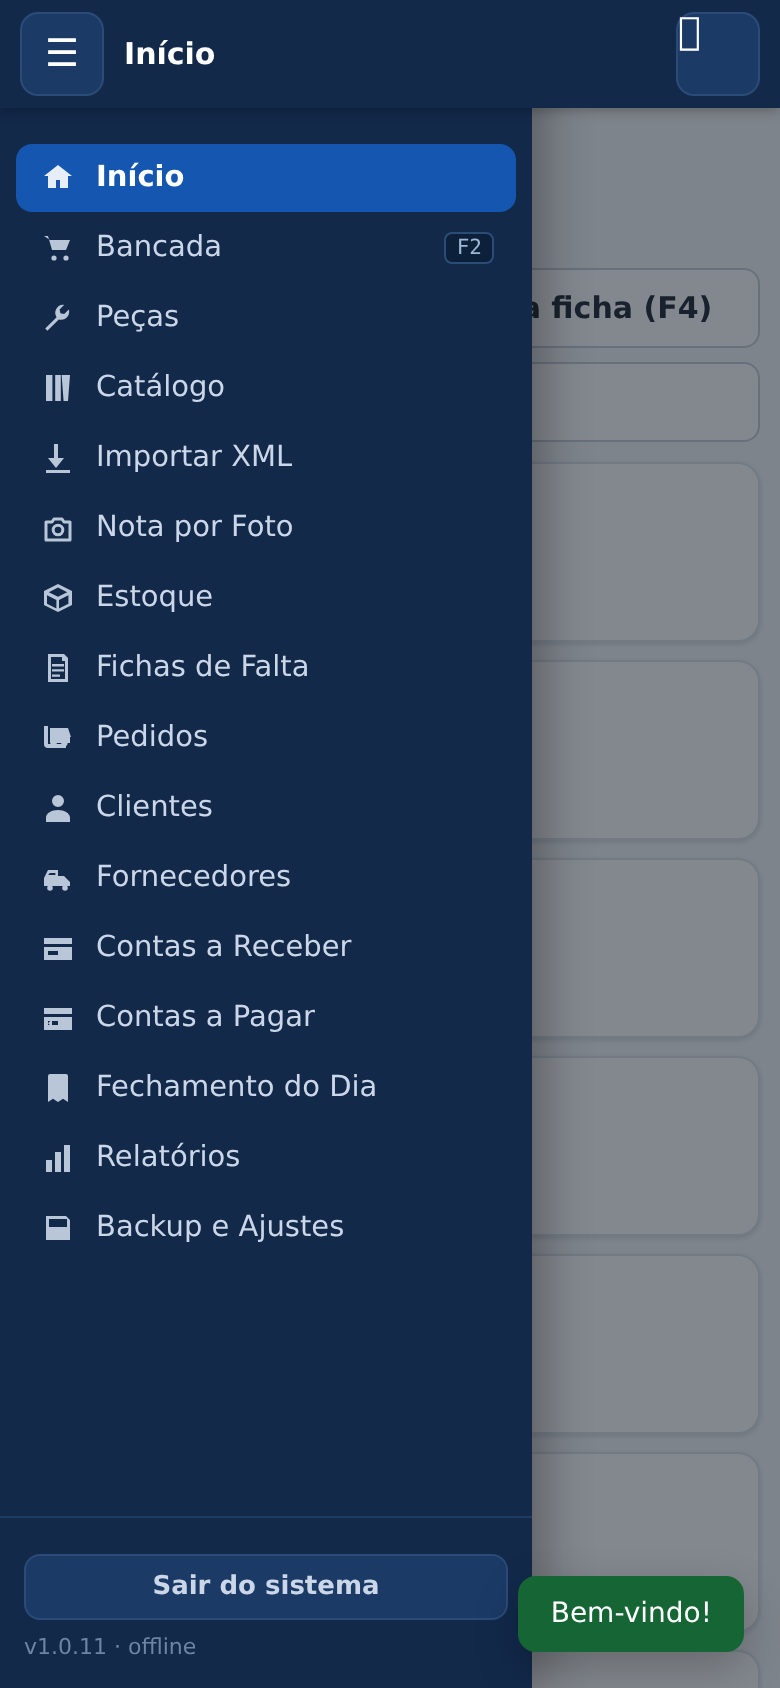 ☰ Início
Início
Bancada F2
a ficha (F4)
Peças
Catálogo
Importar XML
Nota por Foto
Estoque
Fichas de Falta
Pedidos
Clientes
Fornecedores
Contas a Receber
Contas a Pagar
Fechamento do Dia
Relatórios
Backup e Ajustes
Sair do sistema
Bem-vindo!
v1.0.11 · offline